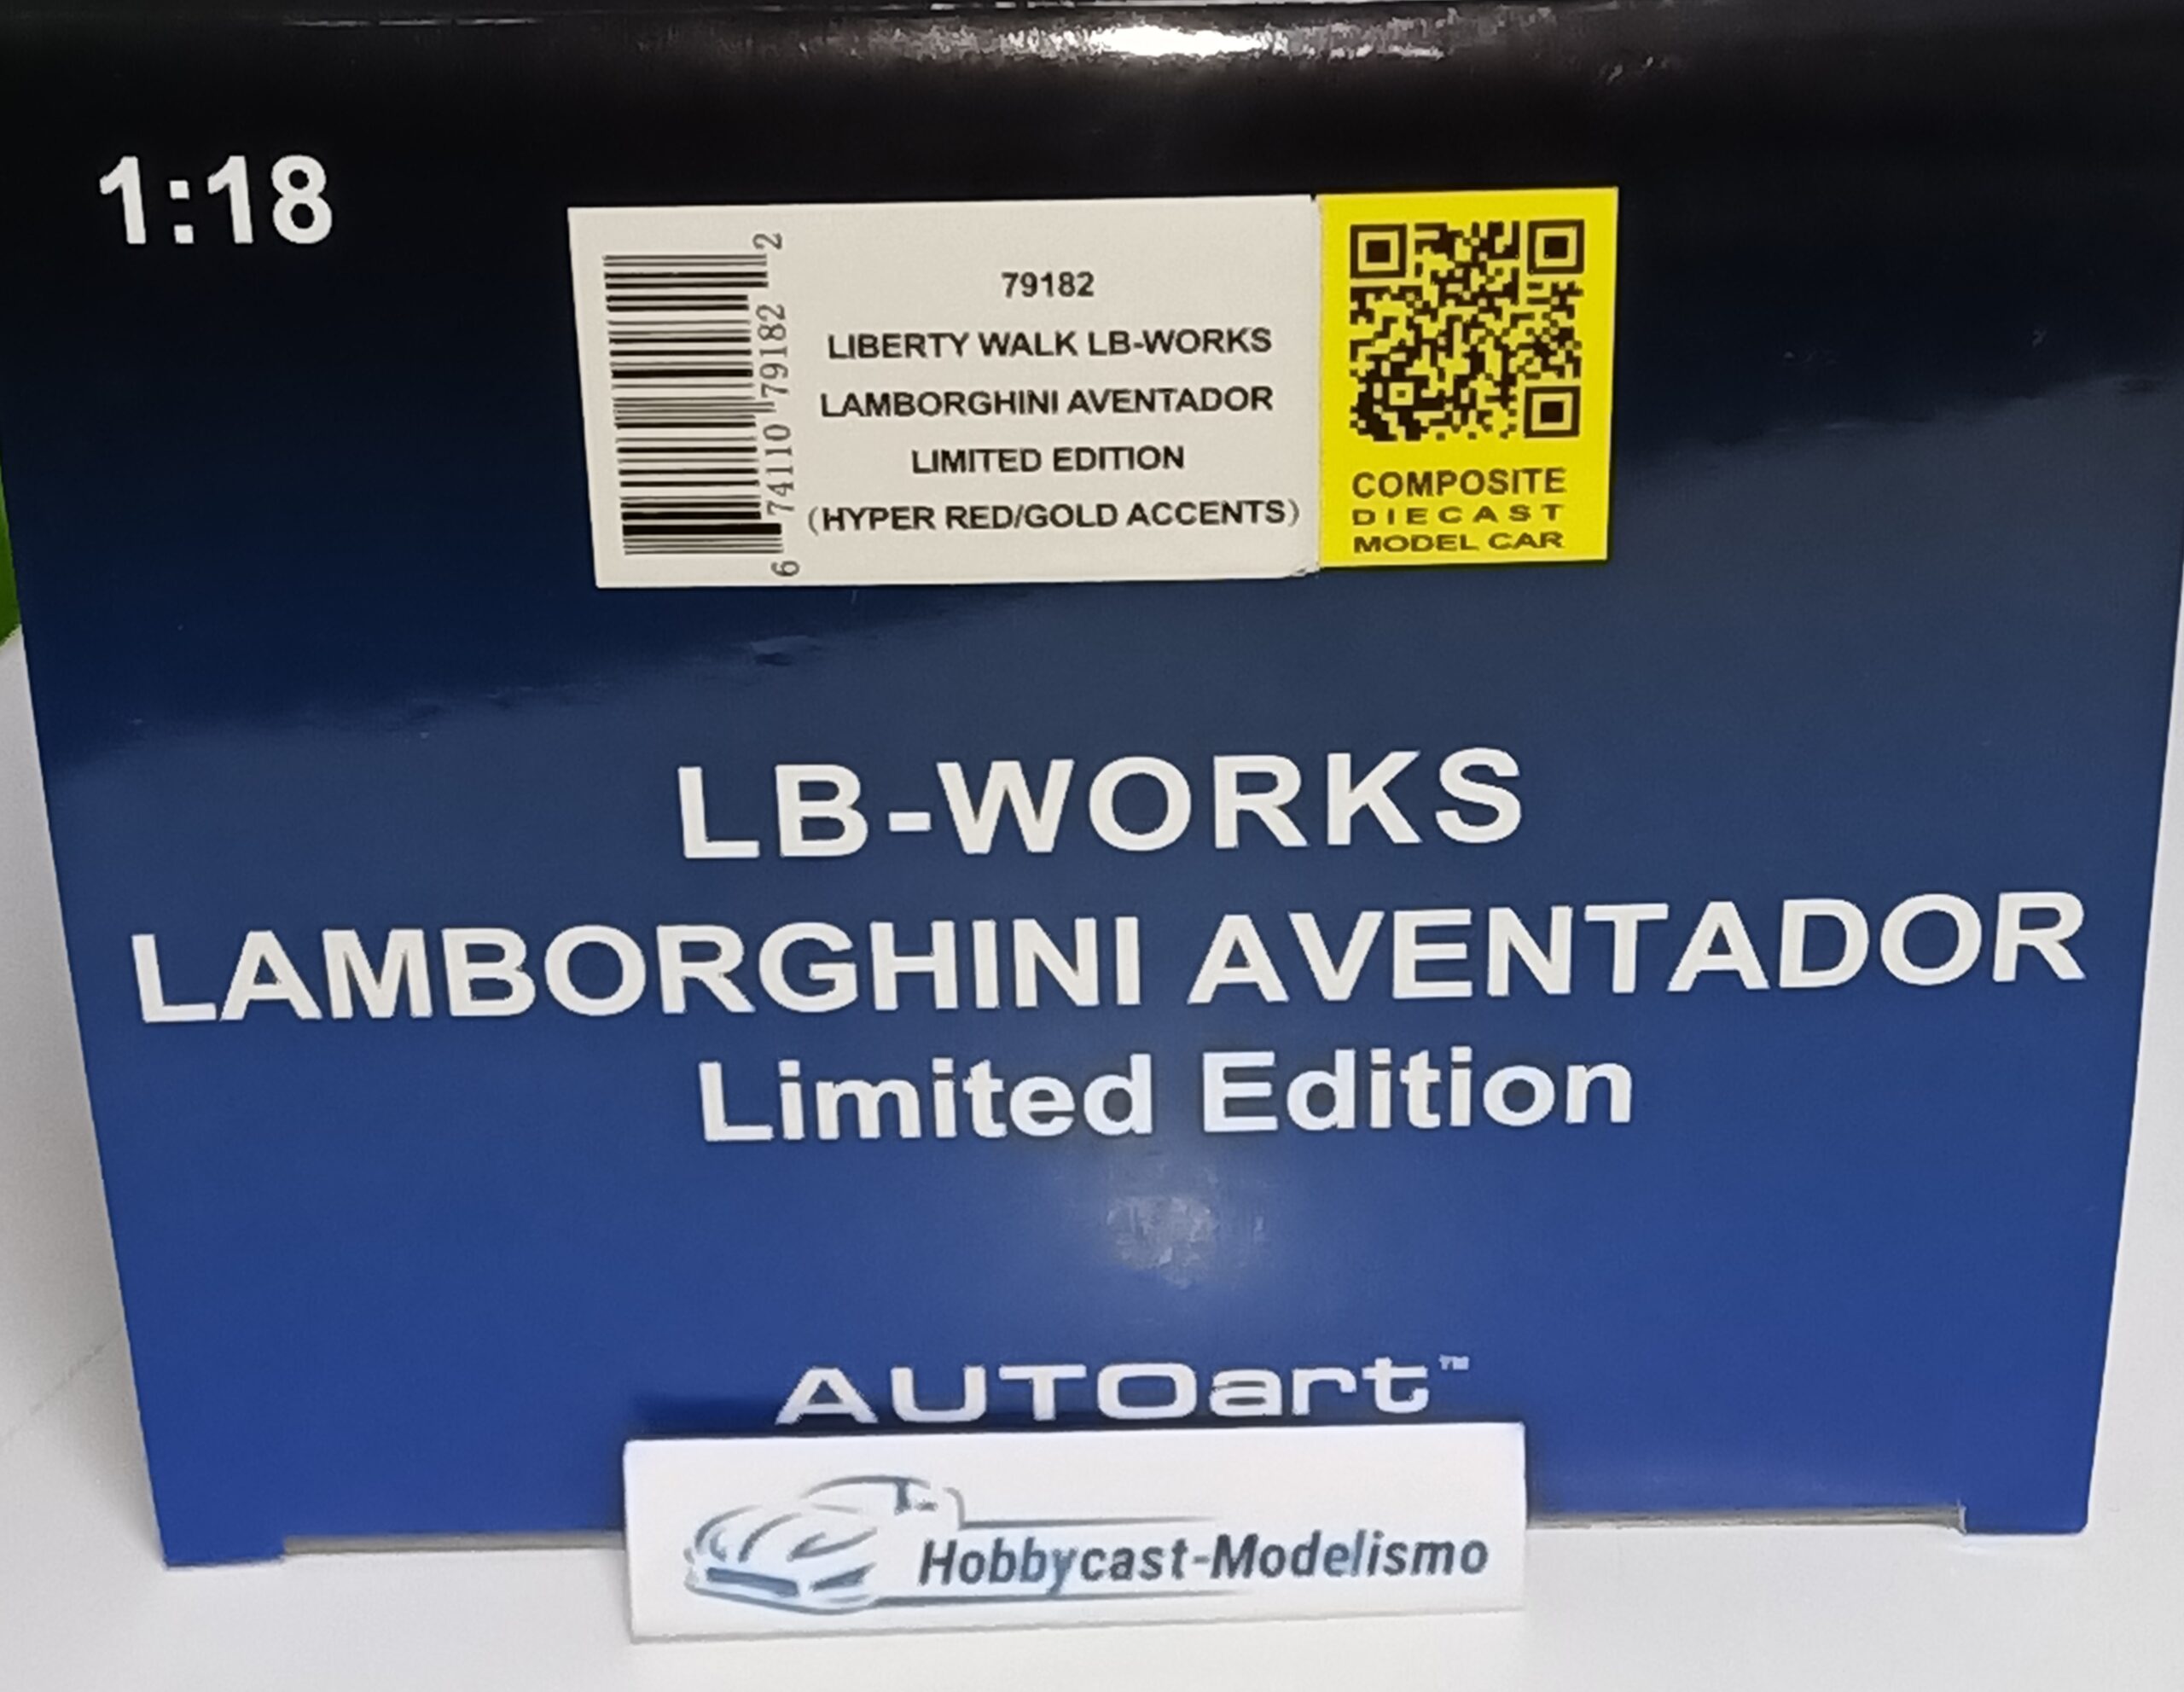 1:18
6 74110 79182 2
79182
LIBERTY WALK LB-WORKS
LAMBORGHINI AVENTADOR
LIMITED EDITION
(HYPER RED/GOLD ACCENTS)
COMPOSITE
DIECAST
MODEL CAR
LB-WORKS
LAMBORGHINI AVENTADOR
Limited Edition
AUTOart™
Hobbycast-Modelismo